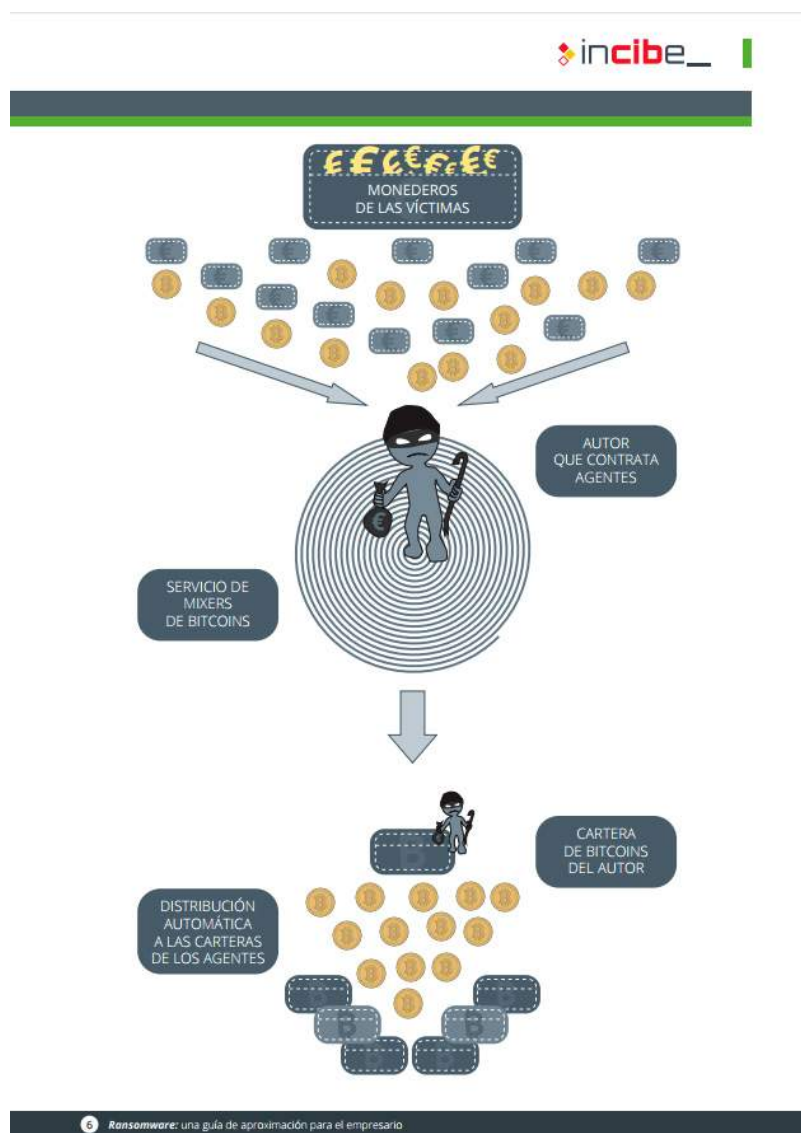 incibe_
MONEDEROS
DE LAS VÍCTIMAS
AUTOR
QUE CONTRATA
AGENTES
SERVICIO DE
MIXERS
DE BITCOINS
CARTERA
DE BITCOINS
DEL AUTOR
DISTRIBUCIÓN
AUTOMÁTICA
A LAS CARTERAS
DE LOS AGENTES
6 Ransomware: una guía de aproximación para el empresario